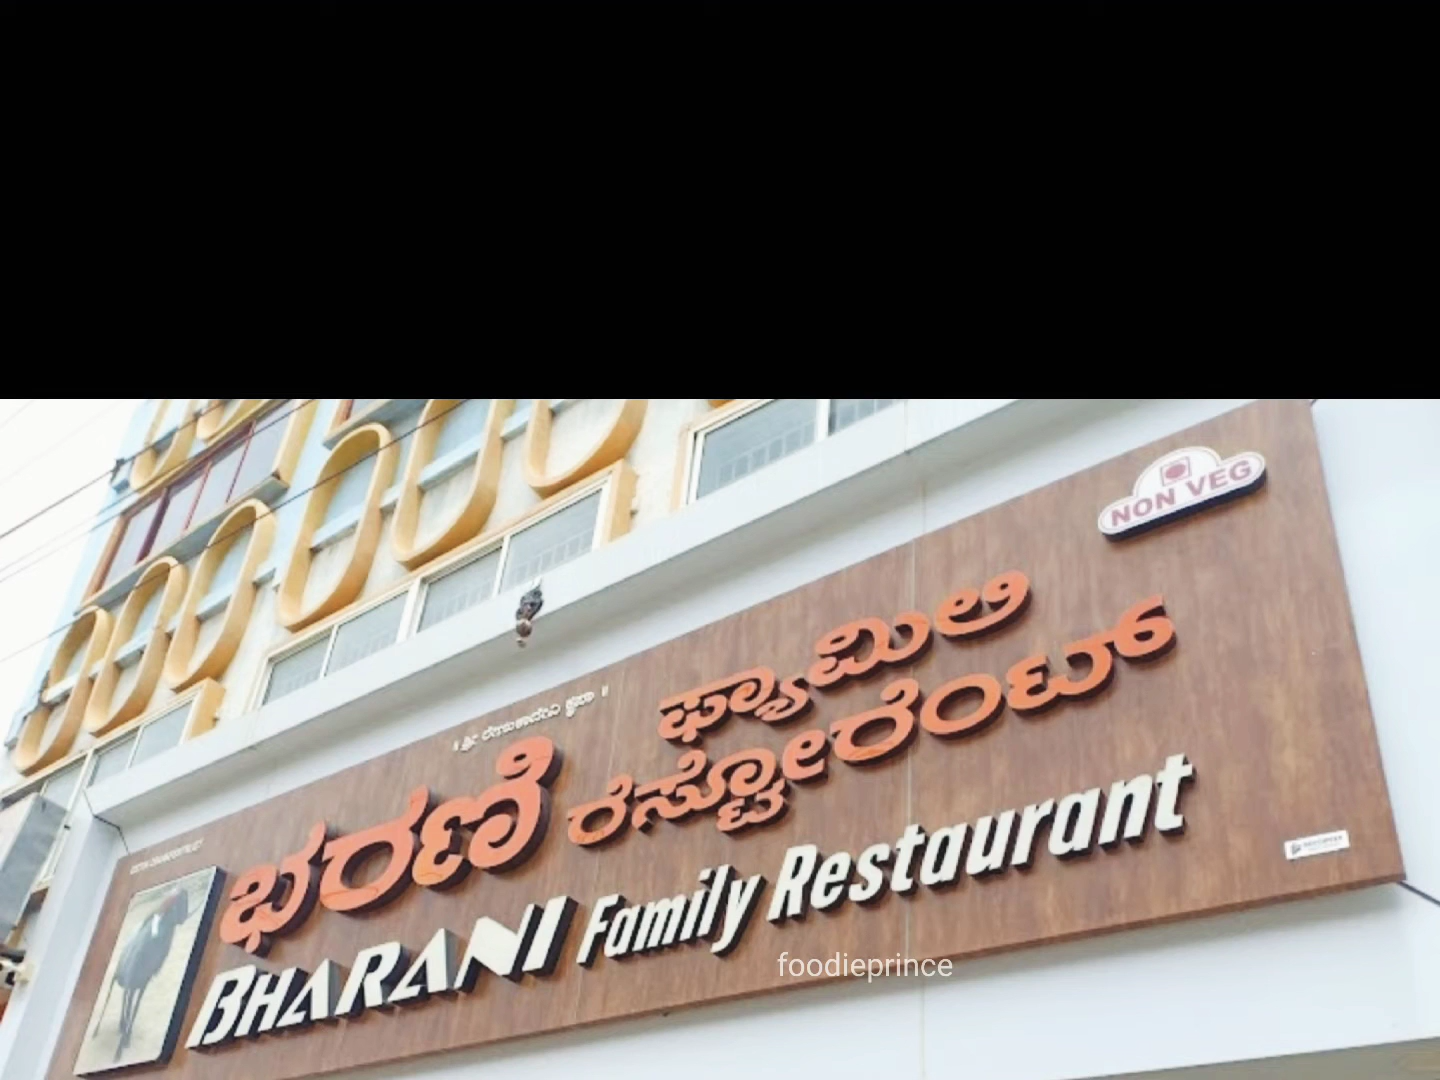 NON VEG
॥ ಶ್ರೀ ರೇಣುಕಾದೇವಿ ಕೃಪಾ ॥
ಭರಣಿ
ಫ್ಯಾಮಿಲಿ
ರೆಸ್ಟೋರೆಂಟ್
BHARANI Family Restaurant
foodieprince